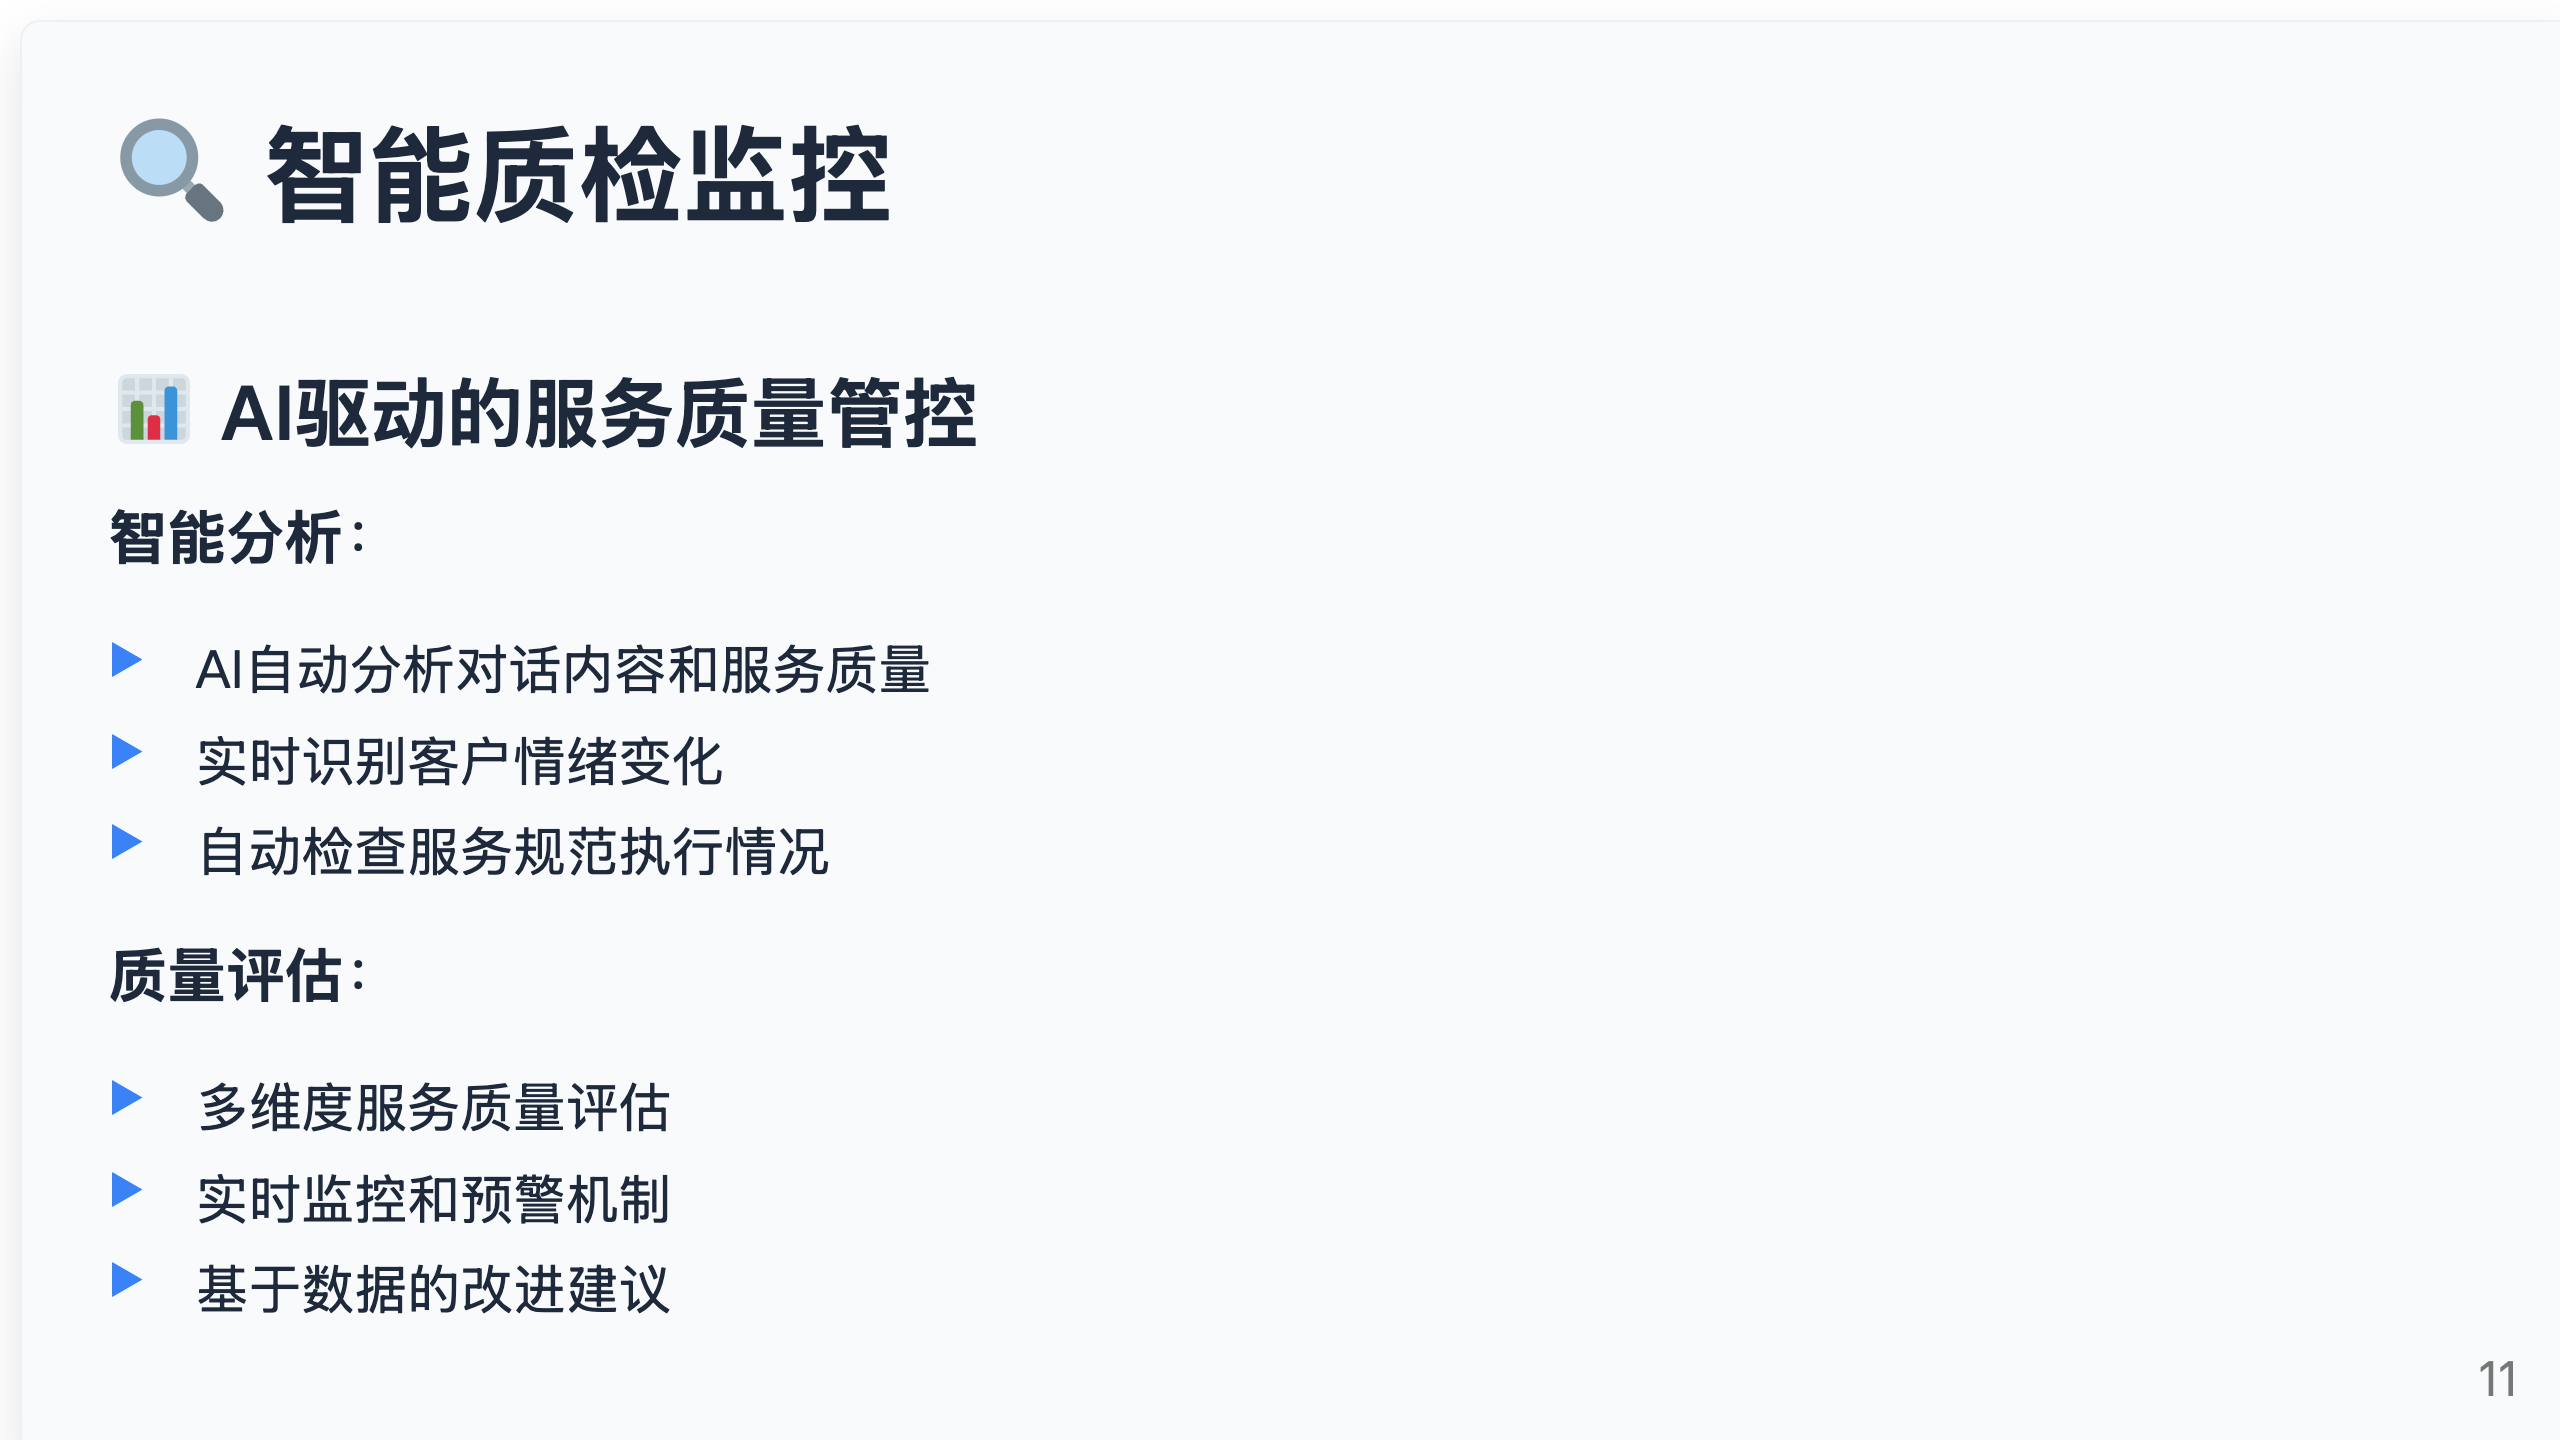 智能质检监控
AI驱动的服务质量管控
智能分析：
AI自动分析对话内容和服务质量
实时识别客户情绪变化
自动检查服务规范执行情况
质量评估：
多维度服务质量评估
实时监控和预警机制
基于数据的改进建议
11